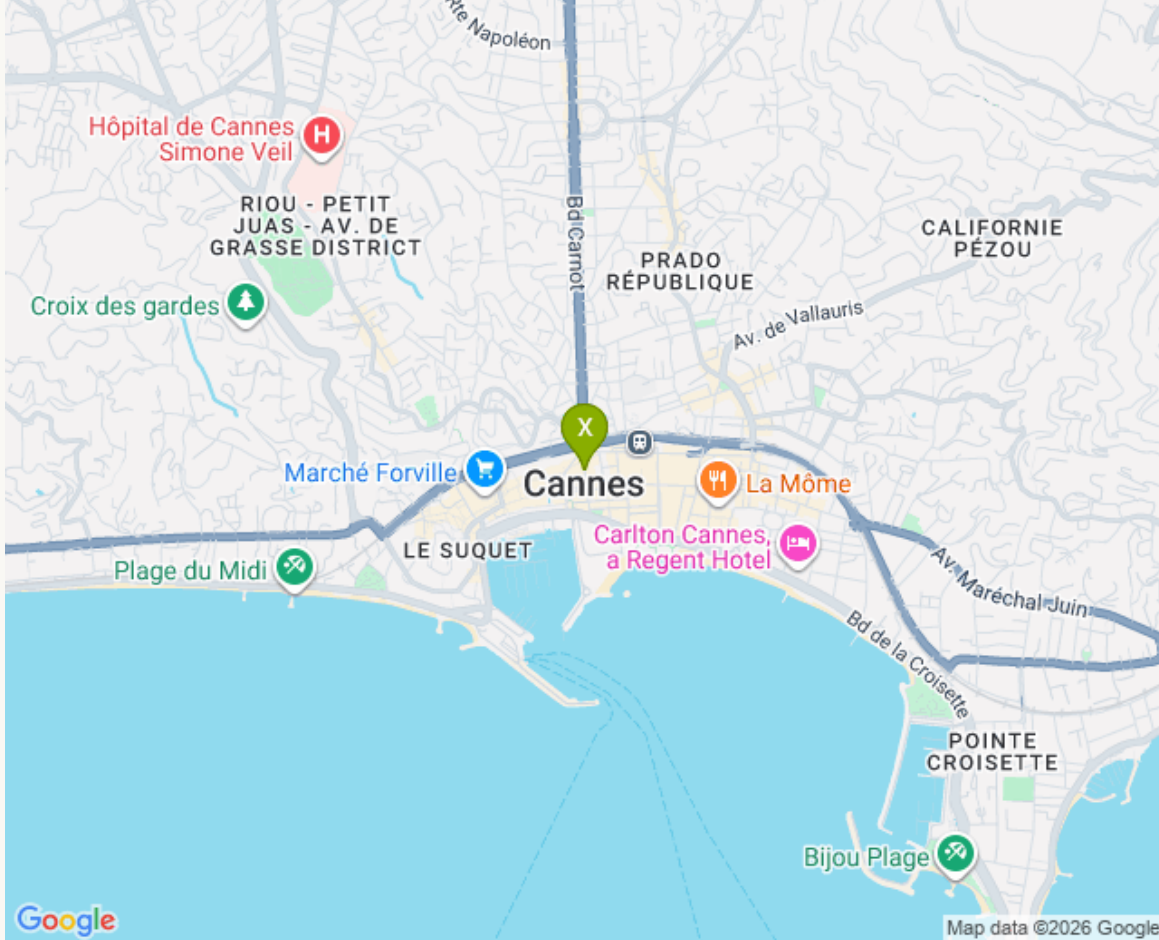 Rte Napoléon
Hôpital de Cannes
Simone Veil
H
RIOU - PETIT
JUAS - AV. DE
GRASSE DISTRICT
Bd Carnot
CALIFORNIE
PÉZOU
PRADO
RÉPUBLIQUE
Croix des gardes
Av. de Vallauris
X
Marché Forville
Cannes
La Môme
Carlton Cannes,
a Regent Hotel
LE SUQUET
Plage du Midi
Av. Maréchal Juin
Bd de la Croisette
POINTE
CROISETTE
Bijou Plage
Google
Map data ©2026 Google